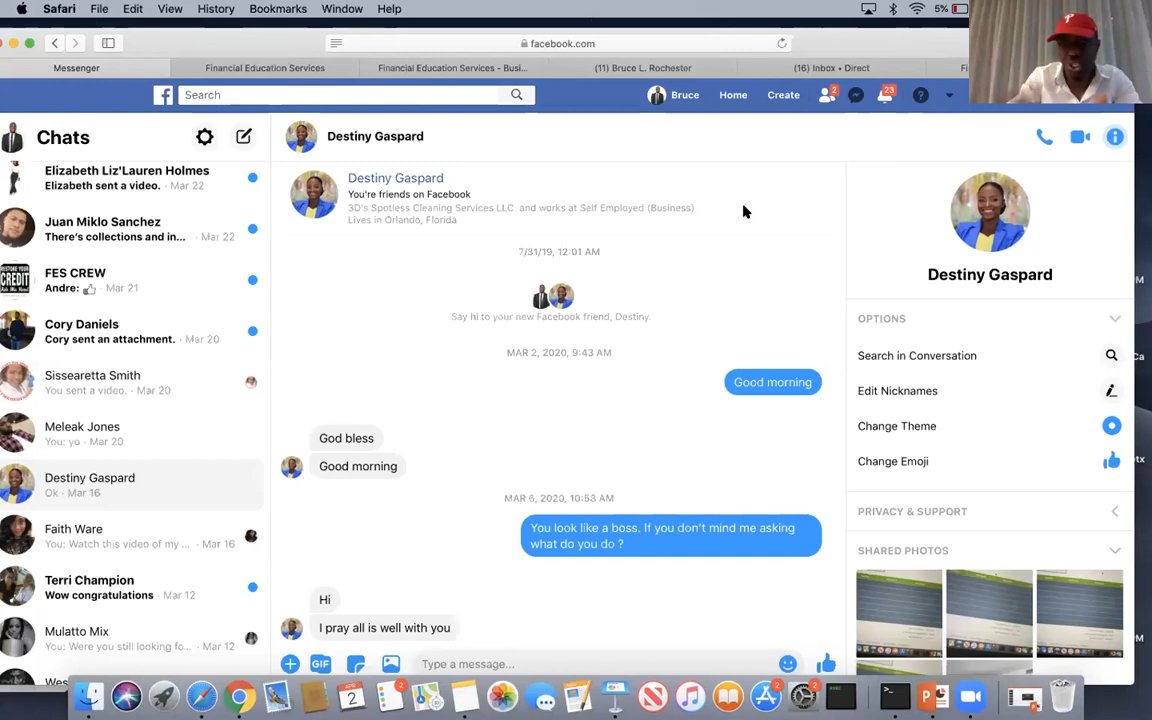 Safari File Edit View History Bookmarks Window Help 5%
facebook.com
Messenger Financial Education Services Financial Education Services - Busi... (11) Bruce L. Rochester (16) Inbox • Direct
Search Bruce Home Create 2 23
Chats
Elizabeth Liz'Lauren Holmes
Elizabeth sent a video. · Mar 22
Juan Miklo Sanchez
There's collections and in... · Mar 22
FES CREW
Andre: · Mar 21
Cory Daniels
Cory sent an attachment. · Mar 20
Sissearetta Smith
You sent a video. · Mar 20
Meleak Jones
You: yo · Mar 20
Destiny Gaspard
Ok · Mar 16
Faith Ware
You: Watch this video of my ... · Mar 16
Terri Champion
Wow congratulations · Mar 12
Mulatto Mix
You: Were you still looking fo... · Mar 12
Destiny Gaspard
Destiny Gaspard
You're friends on Facebook
3D's Spotless Cleaning Services LLC. and works at Self Employed (Business)
Lives in Orlando, Florida
7/31/19, 12:01 AM
Say hi to your new Facebook friend, Destiny.
MAR 2, 2020, 9:43 AM
Good morning
God bless
Good morning
MAR 6, 2020, 10:58 AM
You look like a boss. If you don't mind me asking
what do you do ?
Hi
I pray all is well with you
GIF Type a message...
Destiny Gaspard
OPTIONS
Search in Conversation
Edit Nicknames
Change Theme
Change Emoji
PRIVACY & SUPPORT
SHARED PHOTOS